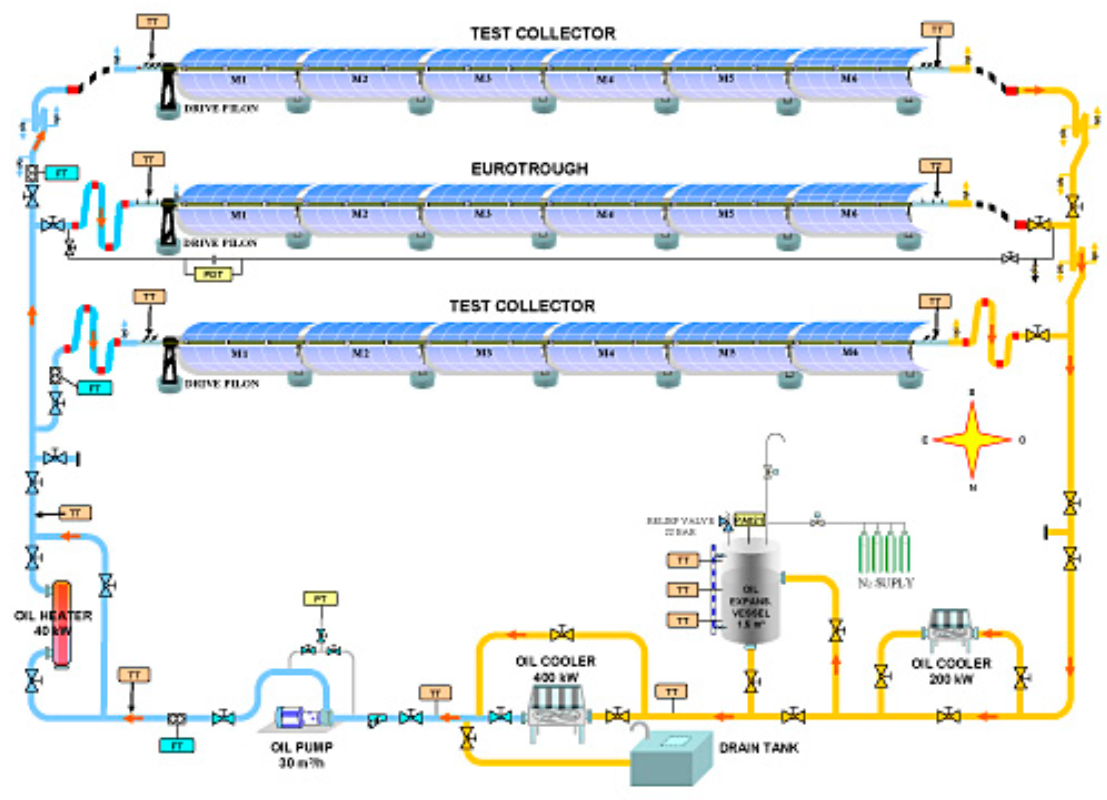 TEST COLLECTOR
TT
TT
M1 M2 M3 M4 M5 M6
DRIVE PILON
FT
EUROTROUGH
TT
TT
M1 M2 M3 M4 M5 M6
DRIVE PILON
PDT
TEST COLLECTOR
TT
TT
M1 M2 M3 M4 M5 M6
DRIVE PILON
FT
S
E O
N
TT
RELIEF VALVE
22 BAR
TT
TT
TT
OIL
EXPANS.
VESSEL
1.5 m³
N₂ SUPLY
OIL HEATER
40 kW
PT
OIL COOLER
400 kW
OIL COOLER
200 kW
TT
TT
TT
FT
OIL PUMP
30 m³/h
DRAIN TANK